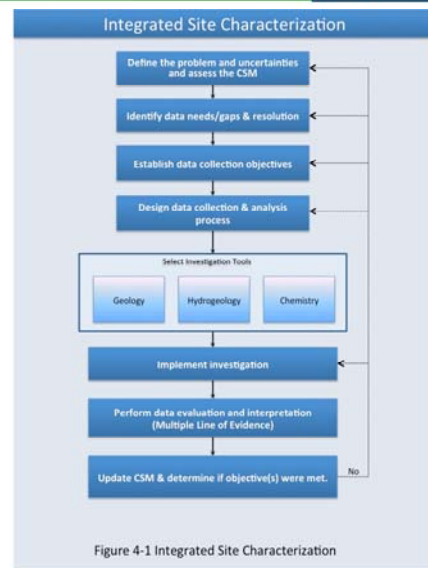 Integrated Site Characterization
Define the problem and uncertainties
and assess the CSM
Identify data needs/gaps & resolution
Establish data collection objectives
Design data collection & analysis
process
Select Investigation Tools
Geology
Hydrogeology
Chemistry
Implement investigation
Perform data evaluation and interpretation
(Multiple Line of Evidence)
Update CSM & determine if objective(s) were met.
No
Figure 4-1 Integrated Site Characterization